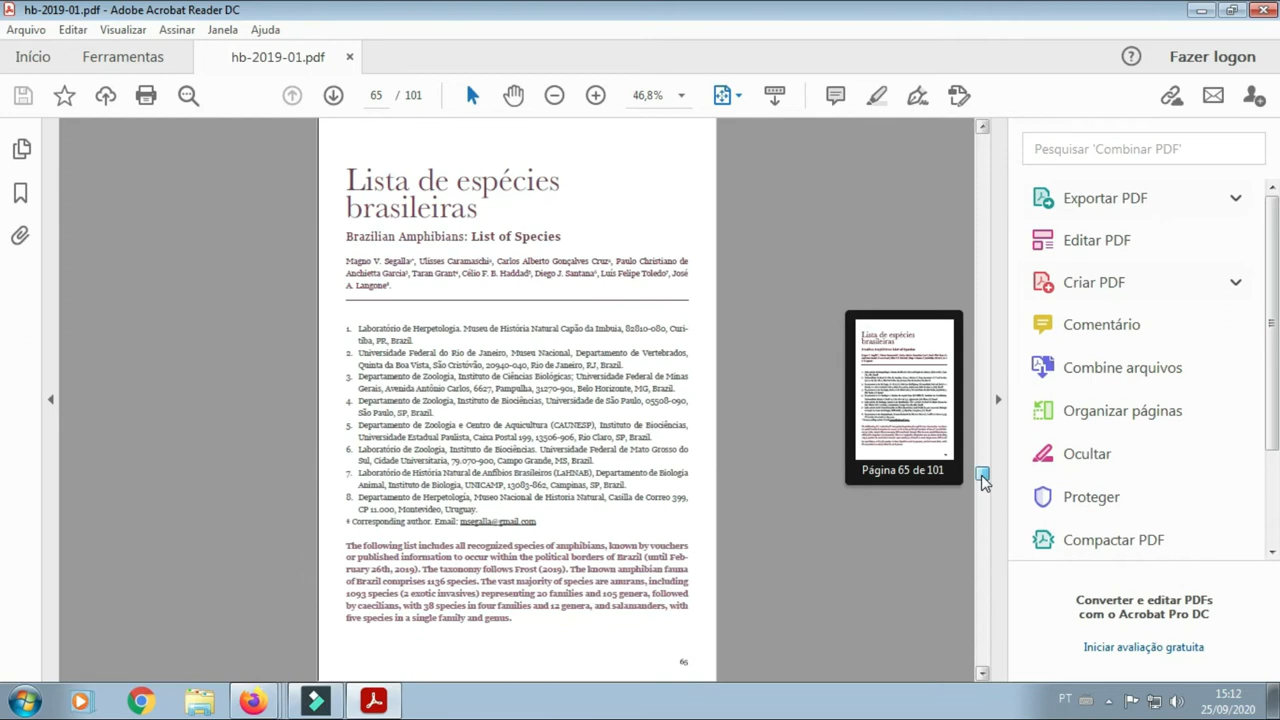 hb-2019-01.pdf - Adobe Acrobat Reader DC
Arquivo Editar Visualizar Assinar Janela Ajuda
Início Ferramentas hb-2019-01.pdf × ? Fazer logon
65 / 101 46,8%
Lista de espécies
brasileiras
Brazilian Amphibians: List of Species
Magno V. Segalla¹*, Ulisses Caramaschi², Carlos Alberto Gonçalves Cruz², Paulo Christiano de
Anchietta Garcia³, Taran Grant⁴, Célio F. B. Haddad⁵, Diego J. Santana⁶, Luís Felipe Toledo⁷, José
A. Langone⁸.
1. Laboratório de Herpetologia. Museu de História Natural Capão da Imbuia, 82810-080, Curi-
tiba, PR, Brazil.
2. Universidade Federal do Rio de Janeiro, Museu Nacional, Departamento de Vertebrados,
Quinta da Boa Vista, São Cristovão, 20940-040, Rio de Janeiro, RJ, Brazil.
3. Departamento de Zoologia, Instituto de Ciências Biológicas; Universidade Federal de Minas
Gerais, Avenida Antônio Carlos, 6627, Pampulha, 31270-901, Belo Horizonte, MG, Brazil.
4. Departamento de Zoologia, Instituto de Biociências, Universidade de São Paulo, 05508-090,
São Paulo, SP, Brazil.
5. Departamento de Zoologia e Centro de Aquicultura (CAUNESP), Instituto de Biociências,
Universidade Estadual Paulista, Caixa Postal 199, 13506-906, Rio Claro, SP, Brazil.
6. Laboratório de Zoologia, Instituto de Biociências. Universidade Federal de Mato Grosso do
Sul, Cidade Universitaria, 79.070-900, Campo Grande, MS, Brazil.
7. Laboratório de História Natural de Anfíbios Brasileiros (LaHNAB), Departamento de Biologia
Animal, Instituto de Biologia, UNICAMP, 13083-862, Campinas, SP, Brazil.
8. Departamento de Herpetología, Museo Nacional de Historia Natural, Casilla de Correo 399,
CP 11.000, Montevideo, Uruguay.
* Corresponding author. Email: msegalla@gmail.com
The following list includes all recognized species of amphibians, known by vouchers
or published information to occur within the political borders of Brazil (until Feb-
ruary 26th, 2019). The taxonomy follows Frost (2019). The known amphibian fauna
of Brazil comprises 1136 species. The vast majority of species are anurans, including
1093 species (2 exotic invasives) representing 20 families and 105 genera, followed
by caecilians, with 38 species in four families and 12 genera, and salamanders, with
five species in a single family and genus.
65
Lista de espécies
brasileiras
Página 65 de 101
Pesquisar 'Combinar PDF'
Exportar PDF
Editar PDF
Criar PDF
Comentário
Combine arquivos
Organizar páginas
Ocultar
Proteger
Compactar PDF
Converter e editar PDFs
com o Acrobat Pro DC
Iniciar avaliação gratuita
PT
15:12
25/09/2020